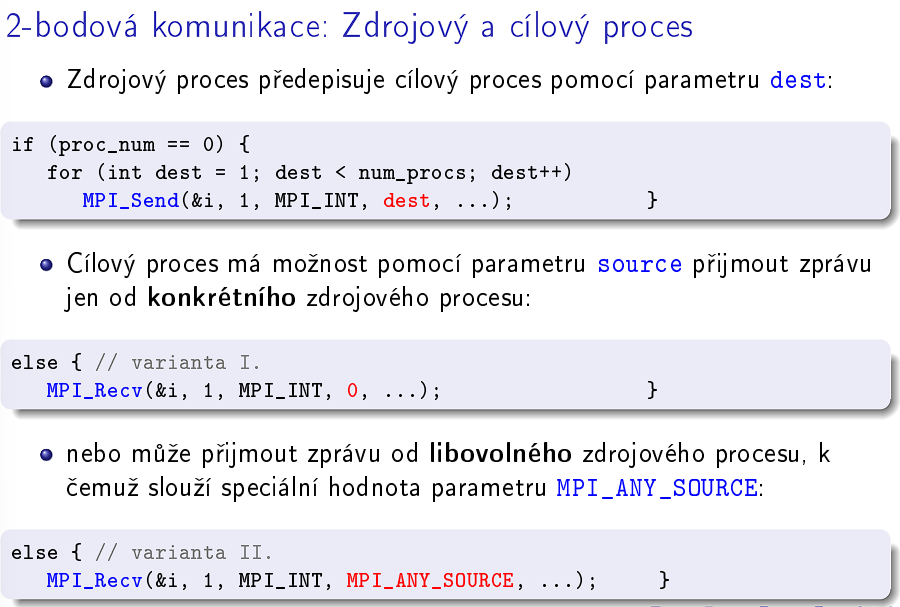 2-bodová komunikace: Zdrojový a cílový proces
Zdrojový proces předepisuje cílový proces pomocí parametru dest:
if (proc_num == 0) {
for (int dest = 1; dest < num_procs; dest++)
MPI_Send(&i, 1, MPI_INT, dest, ...); }
Cílový proces má možnost pomocí parametru source přijmout zprávu
jen od konkrétního zdrojového procesu:
else { // varianta I.
MPI_Recv(&i, 1, MPI_INT, 0, ...); }
nebo může přijmout zprávu od libovolného zdrojového procesu, k
čemuž slouží speciální hodnota parametru MPI_ANY_SOURCE:
else { // varianta II.
MPI_Recv(&i, 1, MPI_INT, MPI_ANY_SOURCE, ...); }